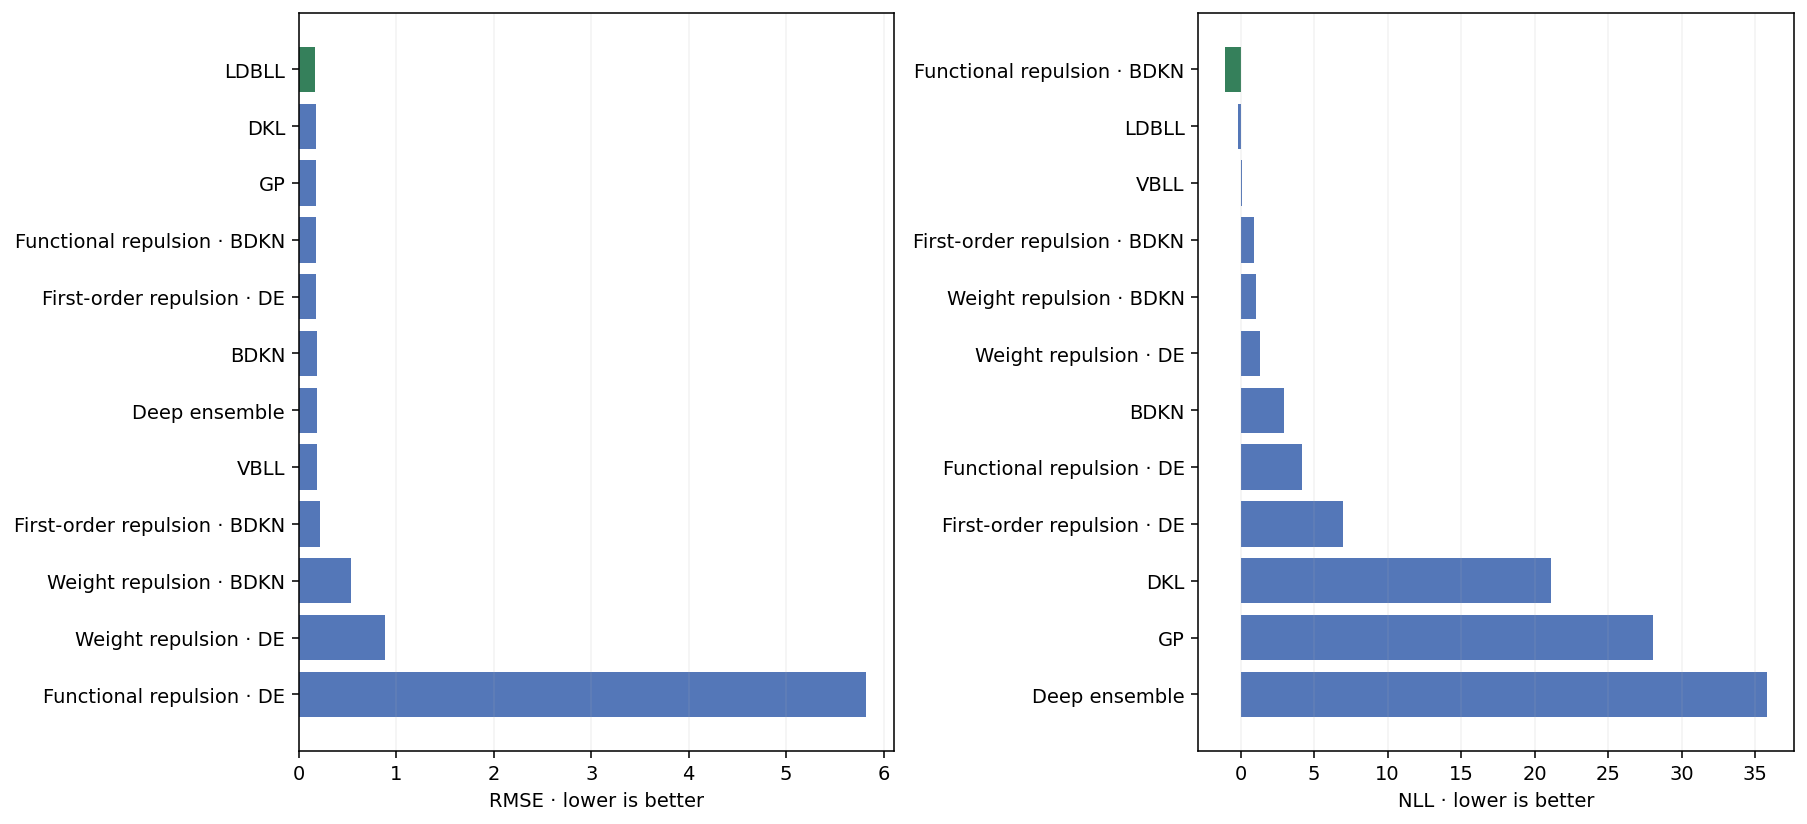 LDBLL
DKL
GP
Functional repulsion · BDKN
First-order repulsion · DE
BDKN
Deep ensemble
VBLL
First-order repulsion · BDKN
Weight repulsion · BDKN
Weight repulsion · DE
Functional repulsion · DE
0 1 2 3 4 5 6
RMSE · lower is better
Functional repulsion · BDKN
LDBLL
VBLL
First-order repulsion · BDKN
Weight repulsion · BDKN
Weight repulsion · DE
BDKN
Functional repulsion · DE
First-order repulsion · DE
DKL
GP
Deep ensemble
0 5 10 15 20 25 30 35
NLL · lower is better